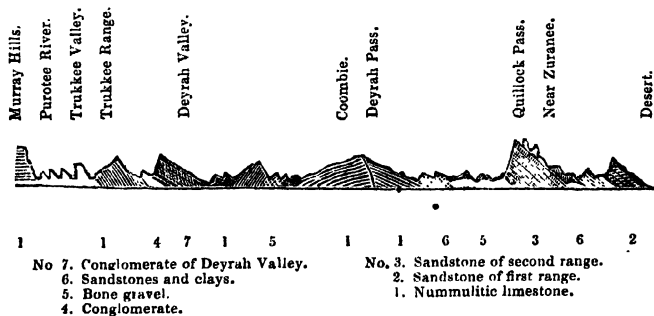 Murray Hills.
Purotee River.
Trukkee Valley.
Trukkee Range.
Deyrah Valley.
Coombie.
Deyrah Pass.
Quillock Pass.
Near Zuranee.
Desert.
1 1 4 7 1 5 1 1 6 5 3 6 2
No 7. Conglomerate of Deyrah Valley.
6. Sandstones and clays.
5. Bone gravel.
4. Conglomerate.
No. 3. Sandstone of second range.
2. Sandstone of first range.
1. Nummulitic limestone.